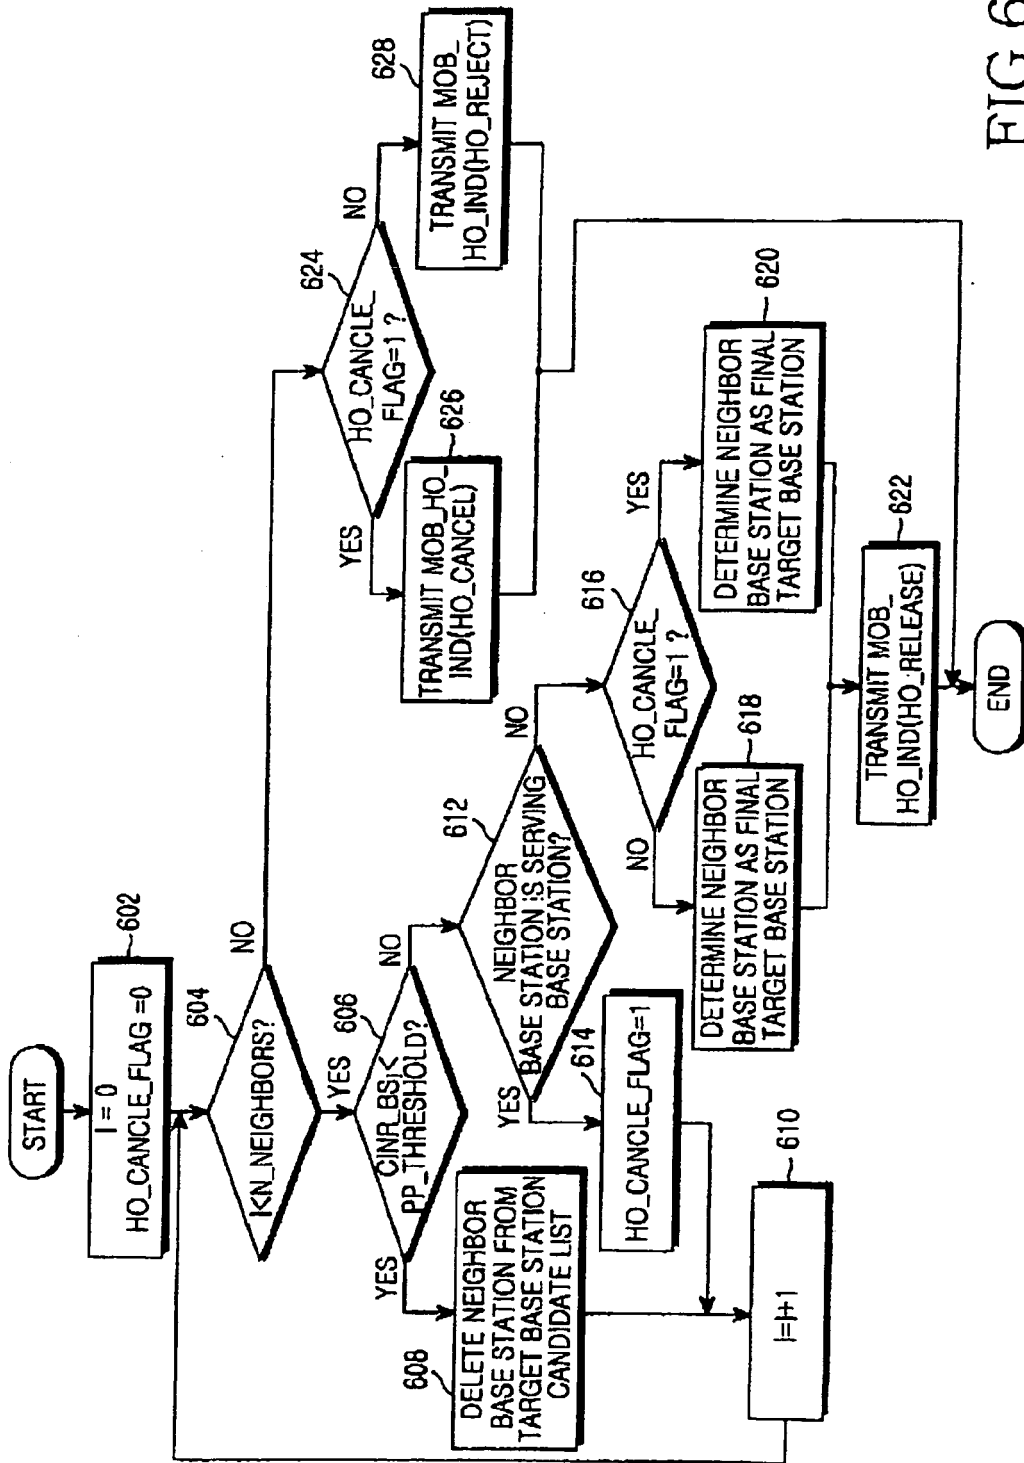 START
I = 0
HO_CANCLE_FLAG =0
602
604
I<N_NEIGHBORS?
NO
YES
606
CINR_BSi<
PP_THRESHOLD?
YES
NO
608
DELETE NEIGHBOR
BASE STATION FROM
TARGET BASE STATION
CANDIDATE LIST
612
NEIGHBOR
BASE STATION IS SERVING
BASE STATION?
YES
NO
614
HO_CANCLE_FLAG=1
610
I=I+1
616
HO_CANCLE_
FLAG=1 ?
NO
YES
618
DETERMINE NEIGHBOR
BASE STATION AS FINAL
TARGET BASE STATION
620
DETERMINE NEIGHBOR
BASE STATION AS FINAL
TARGET BASE STATION
622
TRANSMIT MOB_
HO_IND(HO_RELEASE)
END
624
HO_CANCLE_
FLAG=1 ?
YES
NO
626
TRANSMIT MOB_HO_
IND(HO_CANCEL)
628
TRANSMIT MOB_
HO_IND(HO_REJECT)
FIG.6